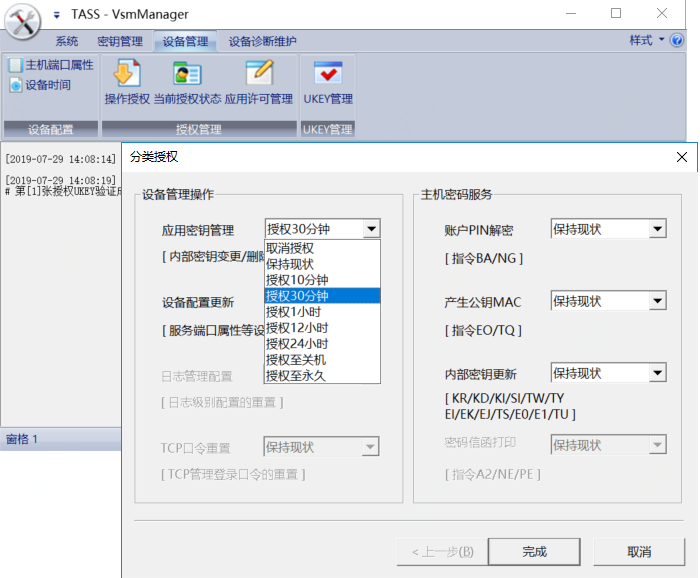 TASS - VsmManager
系统 密钥管理 设备管理 设备诊断维护 样式
主机端口属性
设备时间
操作授权 当前授权状态 应用许可管理 UKEY管理
设备配置 授权管理 UKEY管理
[2019-07-29 14:08:14]
[2019-07-29 14:08:19]
# 第[1]张授权UKEY验证
窗格 1
分类授权
设备管理操作
应用密钥管理 授权30分钟
[ 内部密钥变更/删除
取消授权
保持现状
授权10分钟
授权30分钟
授权1小时
授权12小时
授权24小时
授权至关机
授权至永久
设备配置更新
[ 服务端口属性等设
日志管理配置
[ 日志级别配置的重置 ]
TCP口令重置 保持现状
[ TCP管理登录口令的重置 ]
主机密码服务
账户PIN解密 保持现状
[ 指令BA/NG ]
产生公钥MAC 保持现状
[ 指令EO/TQ ]
内部密钥更新 保持现状
[ KR/KD/KI/SI/TW/TY
EI/EK/EJ/TS/E0/E1/TU ]
密码信函打印 保持现状
[ 指令A2/NE/PE ]
< 上一步(B) 完成 取消